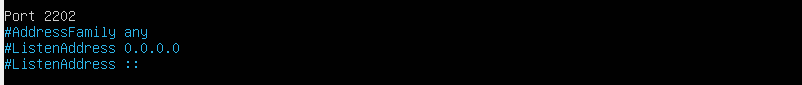 Port 2202
#AddressFamily any
#ListenAddress 0.0.0.0
#ListenAddress ::